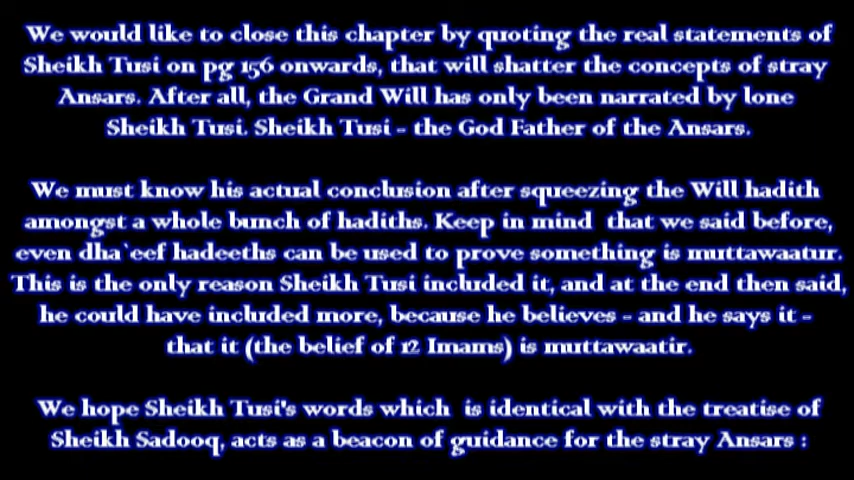 We would like to close this chapter by quoting the real statements of
Sheikh Tusi on pg 156 onwards, that will shatter the concepts of stray
Ansars. After all, the Grand Will has only been narrated by lone
Sheikh Tusi. Sheikh Tusi - the God Father of the Ansars.
We must know his actual conclusion after squeezing the Will hadith
amongst a whole bunch of hadiths. Keep in mind that we said before,
even dha`eef hadeeths can be used to prove something is muttawaatur.
This is the only reason Sheikh Tusi included it, and at the end then said,
he could have included more, because he believes - and he says it -
that it (the belief of 12 Imams) is muttawaatir.
We hope Sheikh Tusi's words which is identical with the treatise of
Sheikh Sadooq, acts as a beacon of guidance for the stray Ansars :